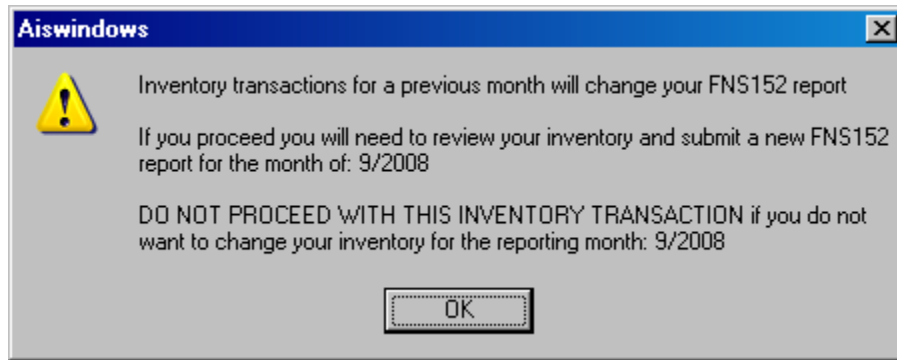 Aiswindows
Inventory transactions for a previous month will change your FNS152 report
If you proceed you will need to review your inventory and submit a new FNS152
report for the month of: 9/2008
DO NOT PROCEED WITH THIS INVENTORY TRANSACTION if you do not
want to change your inventory for the reporting month: 9/2008
OK